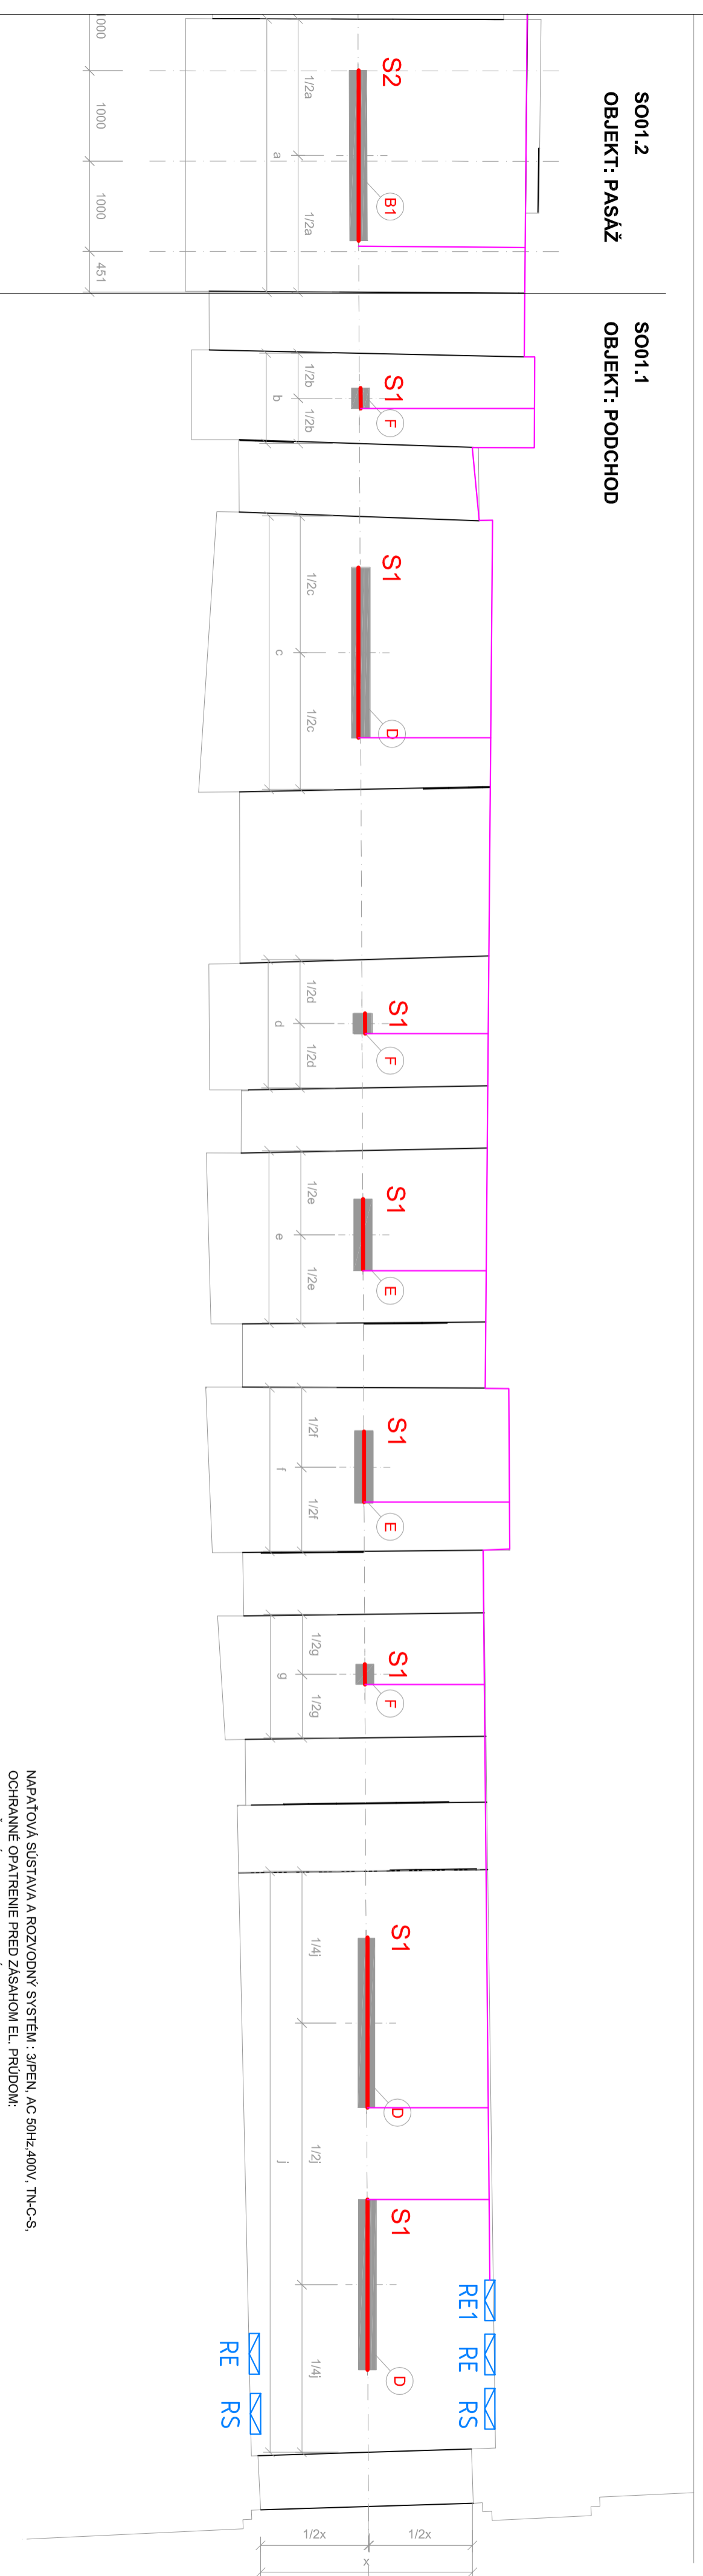 SO01.2
OBJEKT: PASÁŽ
SO01.1
OBJEKT: PODCHOD
1000
1000
1000
451
1/2a
1/2a
a
S2
B1
1/2b
1/2b
b
S1
F
1/2c
1/2c
c
S1
D
1/2d
1/2d
d
S1
F
1/2e
1/2e
e
S1
E
1/2f
1/2f
f
S1
E
1/2g
1/2g
g
S1
F
1/4j
1/2j
1/4j
j
S1
D
S1
D
RE1
RE
RS
RE
RS
1/2x
1/2x
x
NAPAŤOVÁ SÚSTAVA A ROZVODNÝ SYSTÉM : 3/PEN, AC 50Hz,400V, TN-C-S,
OCHRANNÉ OPATRENIE PRED ZÁSAHOM EL. PRÚDOM: